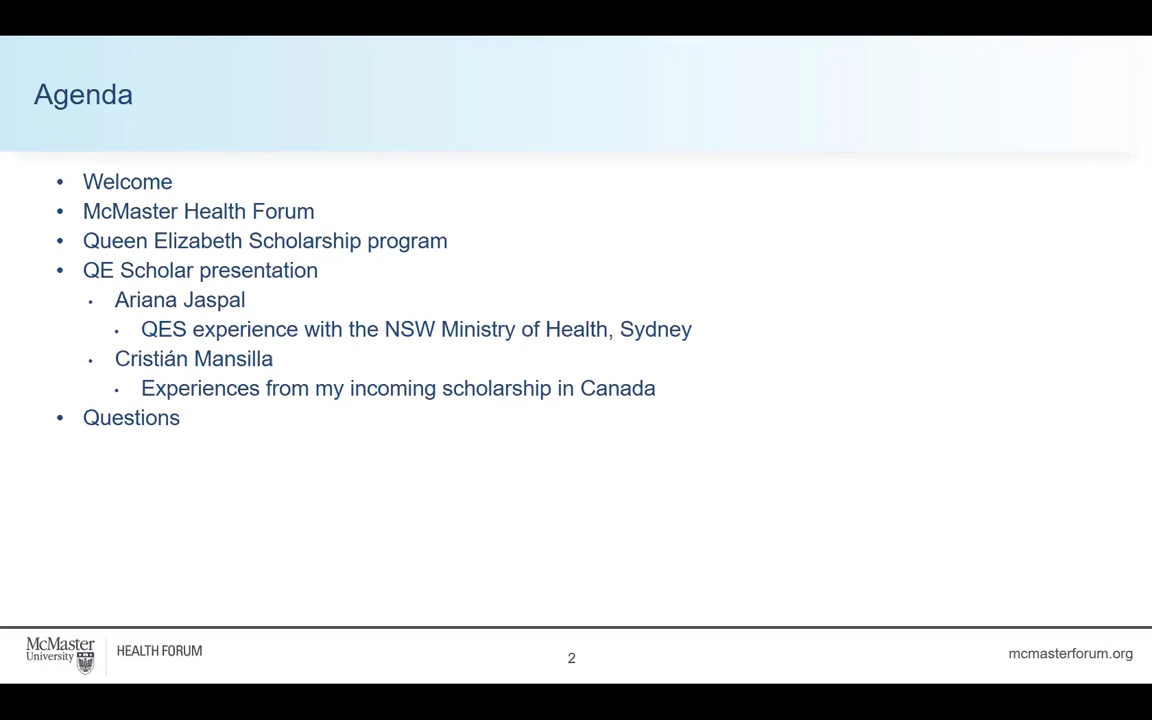 Agenda
• Welcome
• McMaster Health Forum
• Queen Elizabeth Scholarship program
• QE Scholar presentation
• Ariana Jaspal
• QES experience with the NSW Ministry of Health, Sydney
• Cristián Mansilla
• Experiences from my incoming scholarship in Canada
• Questions
McMaster
University
HEALTH FORUM
2
mcmasterforum.org